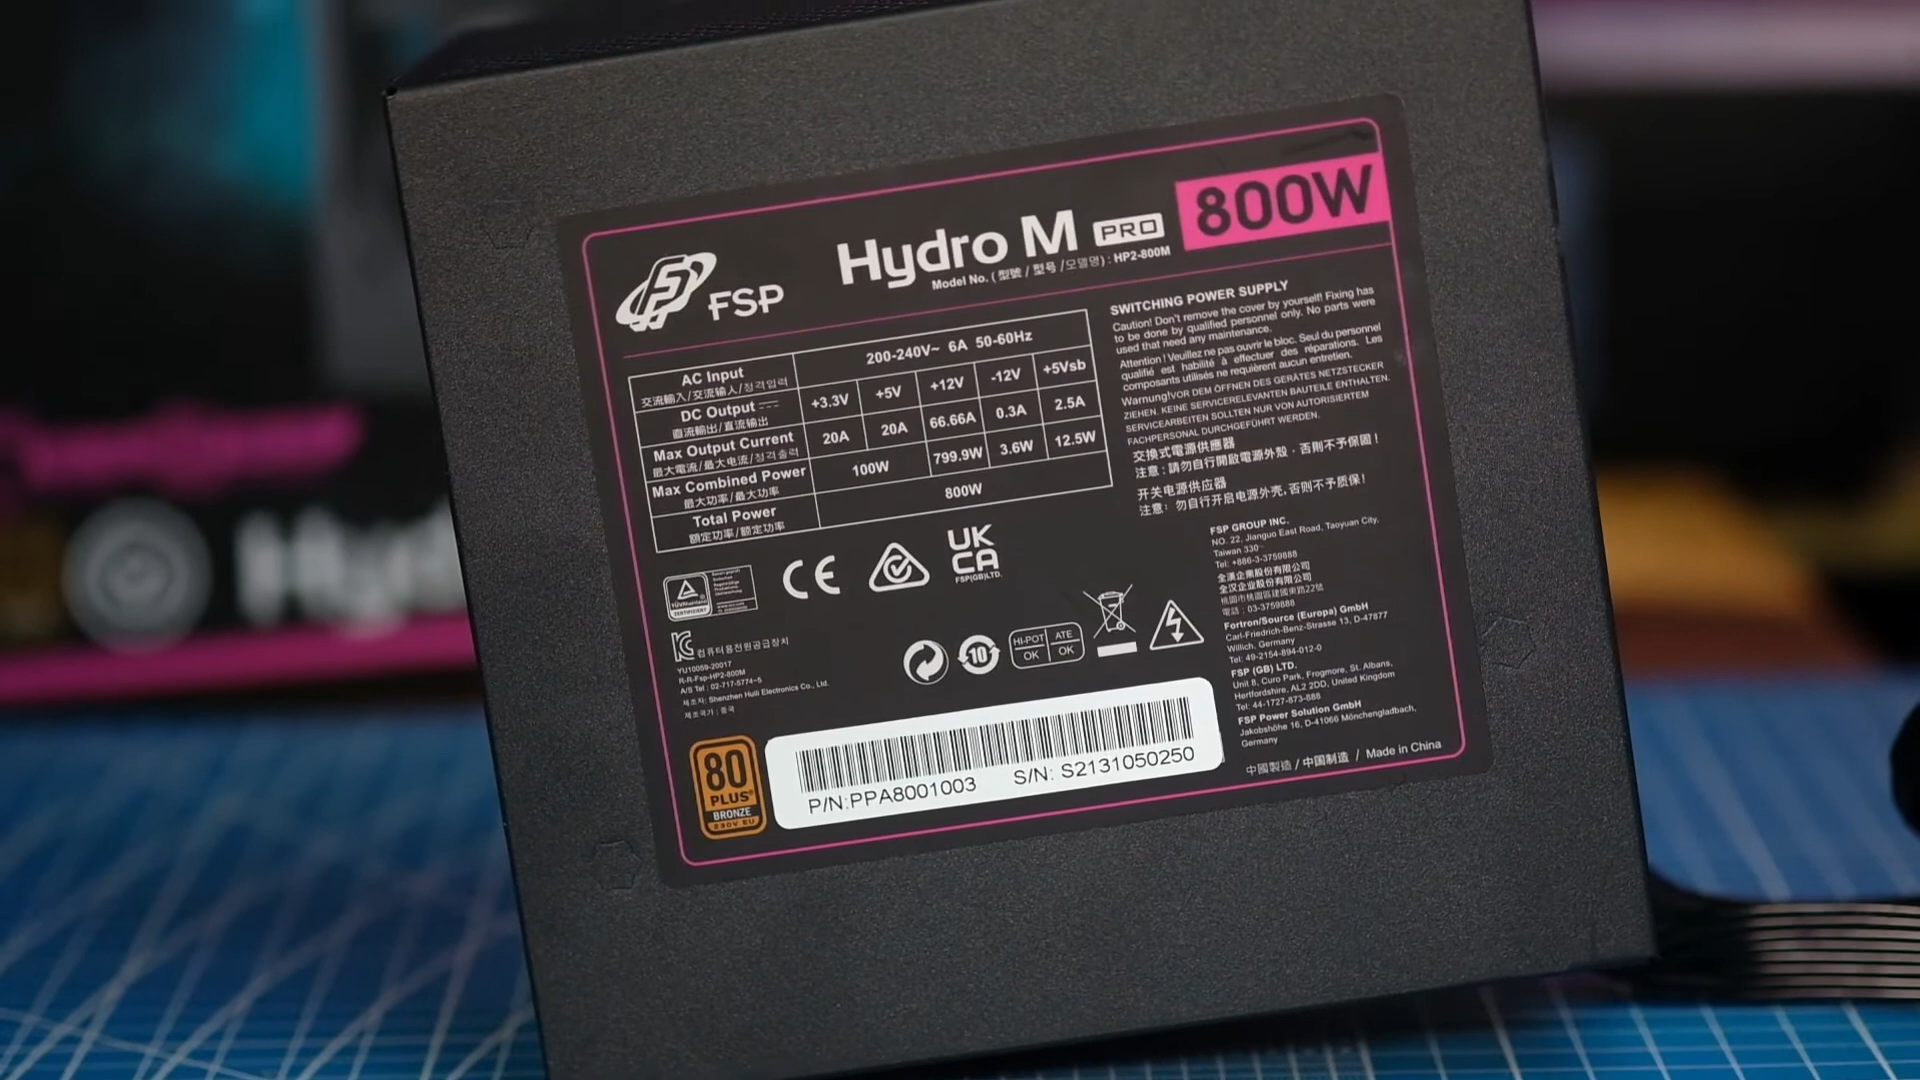 800W
Hydro M PRO
Model No. ( 型號 / 型号 / 모델명) : HP2-800M
FSP
AC Input
交流輸入/交流输入/정격입력
200-240V~ 6A 50-60Hz
DC Output
直流輸出/直流输出
+3.3V +5V +12V -12V +5Vsb
Max Output Current
最大電流/最大电流/정격출력
20A 20A 66.66A 0.3A 2.5A
Max Combined Power
最大功率/最大功率
100W 799.9W 3.6W 12.5W
Total Power
額定功率/额定功率
800W
SWITCHING POWER SUPPLY
Caution! Don't remove the cover by yourself! Fixing has
to be done by qualified personnel only. No parts were
used that need any maintenance.
Attention ! Veuillez ne pas ouvrir le bloc. Seul du personnel
qualifié est habilité à effectuer des réparations. Les
composants utilisés ne requièrent aucun entretien.
Warnung!VOR DEM ÖFFNEN DES GERÄTES NETZSTECKER
ZIEHEN. KEINE SERVICERELEVANTEN BAUTEILE ENTHALTEN.
SERVICEARBEITEN SOLLTEN NUR VON AUTORISIERTEM
FACHPERSONAL DURCHGEFÜHRT WERDEN.
交換式電源供應器
注意 : 請勿自行開啟電源外殼，否則不予保固 !
开关电源供应器
注意 : 勿自行开启电源外壳, 否则不予质保!
FSP GROUP INC.
NO. 22, Jianguo East Road, Taoyuan City,
Taiwan 330
Tel: +886-3-3759888
全漢企業股份有限公司
全汉企业股份有限公司
桃園市桃園區建國東路22號
電話 : 03-3759888
Fortron/Source (Europa) GmbH
Carl-Friedrich-Benz-Strasse 13, D-47877
Willich, Germany
Tel: 49-2154-894-012-0
FSP (GB) LTD.
Unit 8, Curo Park, Frogmore, St. Albans,
Hertfordshire, AL2 2DD, United Kingdom
Tel: 44-1727-873-888
FSP Power Solution GmbH
Jakobshöhe 16, D-41066 Mönchengladbach,
Germany
中國製造 / 中国制造 / Made in China
TÜVRheinland
ZERTIFIZIERT
CE
UK
CA
FSP(GB)LTD.
컴퓨터용전원공급장치
YU10059-20017
R-R-Fsp-HP2-800M
A/S Tel : 02-717-5774~5
제조자: Shenzhen Huili Electronics Co., Ltd.
제조국가 : 중국
10
HI-POT ATE
OK OK
80
PLUS®
BRONZE
230V EU
P/N:PPA8001003 S/N: S2131050250
Hyd